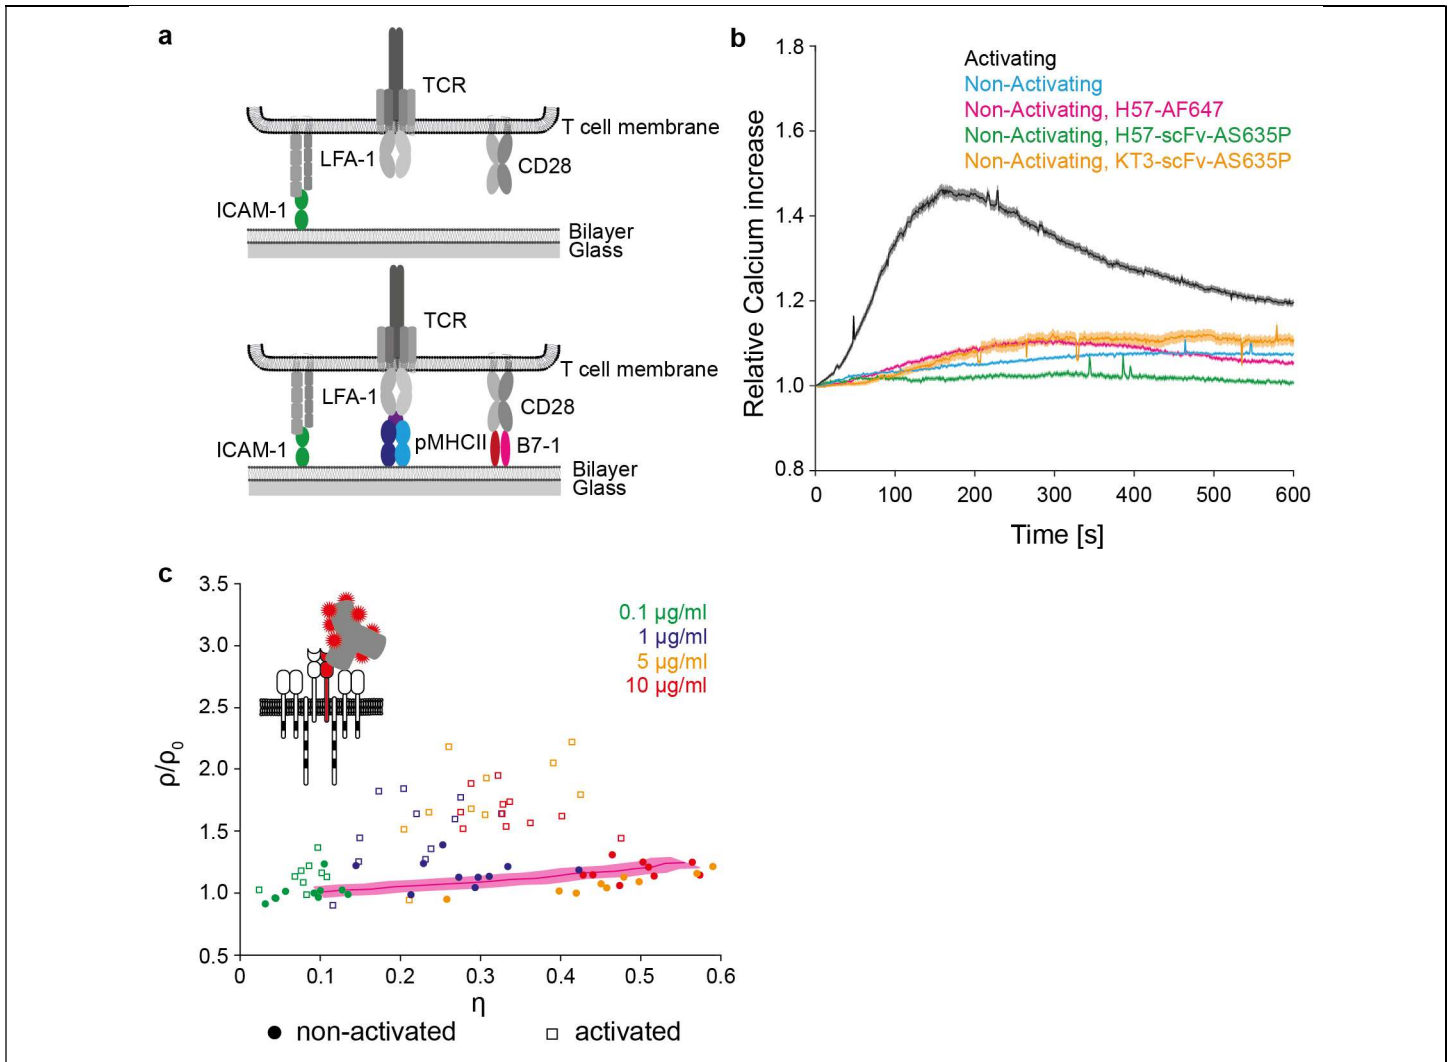 a
TCR
T cell membrane
LFA-1
CD28
ICAM-1
Bilayer
Glass
TCR
T cell membrane
LFA-1
CD28
ICAM-1
pMHCII
B7-1
Bilayer
Glass
b
Activating
Non-Activating
Non-Activating, H57-AF647
Non-Activating, H57-scFv-AS635P
Non-Activating, KT3-scFv-AS635P
Relative Calcium increase
1.8
1.6
1.4
1.2
1.0
0.8
0 100 200 300 400 500 600
Time [s]
c
0.1 µg/ml
1 µg/ml
5 µg/ml
10 µg/ml
ρ/ρ0
3.5
3.0
2.5
2.0
1.5
1.0
0.5
0 0.1 0.2 0.3 0.4 0.5 0.6
η
non-activated activated